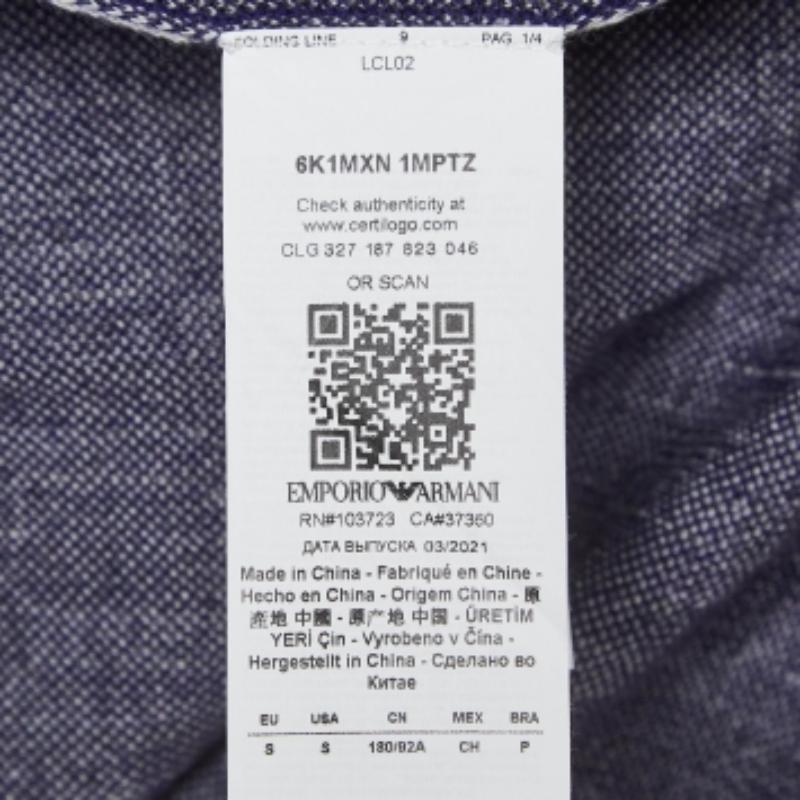 FOLDING LINE 9 PAG. 1/4
LCL02
6K1MXN 1MPTZ
Check authenticity at
www.certilogo.com
CLG 327 187 823 046
OR SCAN
EMPORIO ARMANI
RN#103723 CA#37360
ДАТА ВЫПУСКА 03/2021
Made in China - Fabriqué en Chine -
Hecho en China - Origem China - 原
產地 中國 - 原产地 中国 - ÜRETİM
YERİ Çin - Vyrobeno v Čína -
Hergestellt in China - Сделано во
Китае
EU USA CN MEX BRA
S S 180/92A CH P